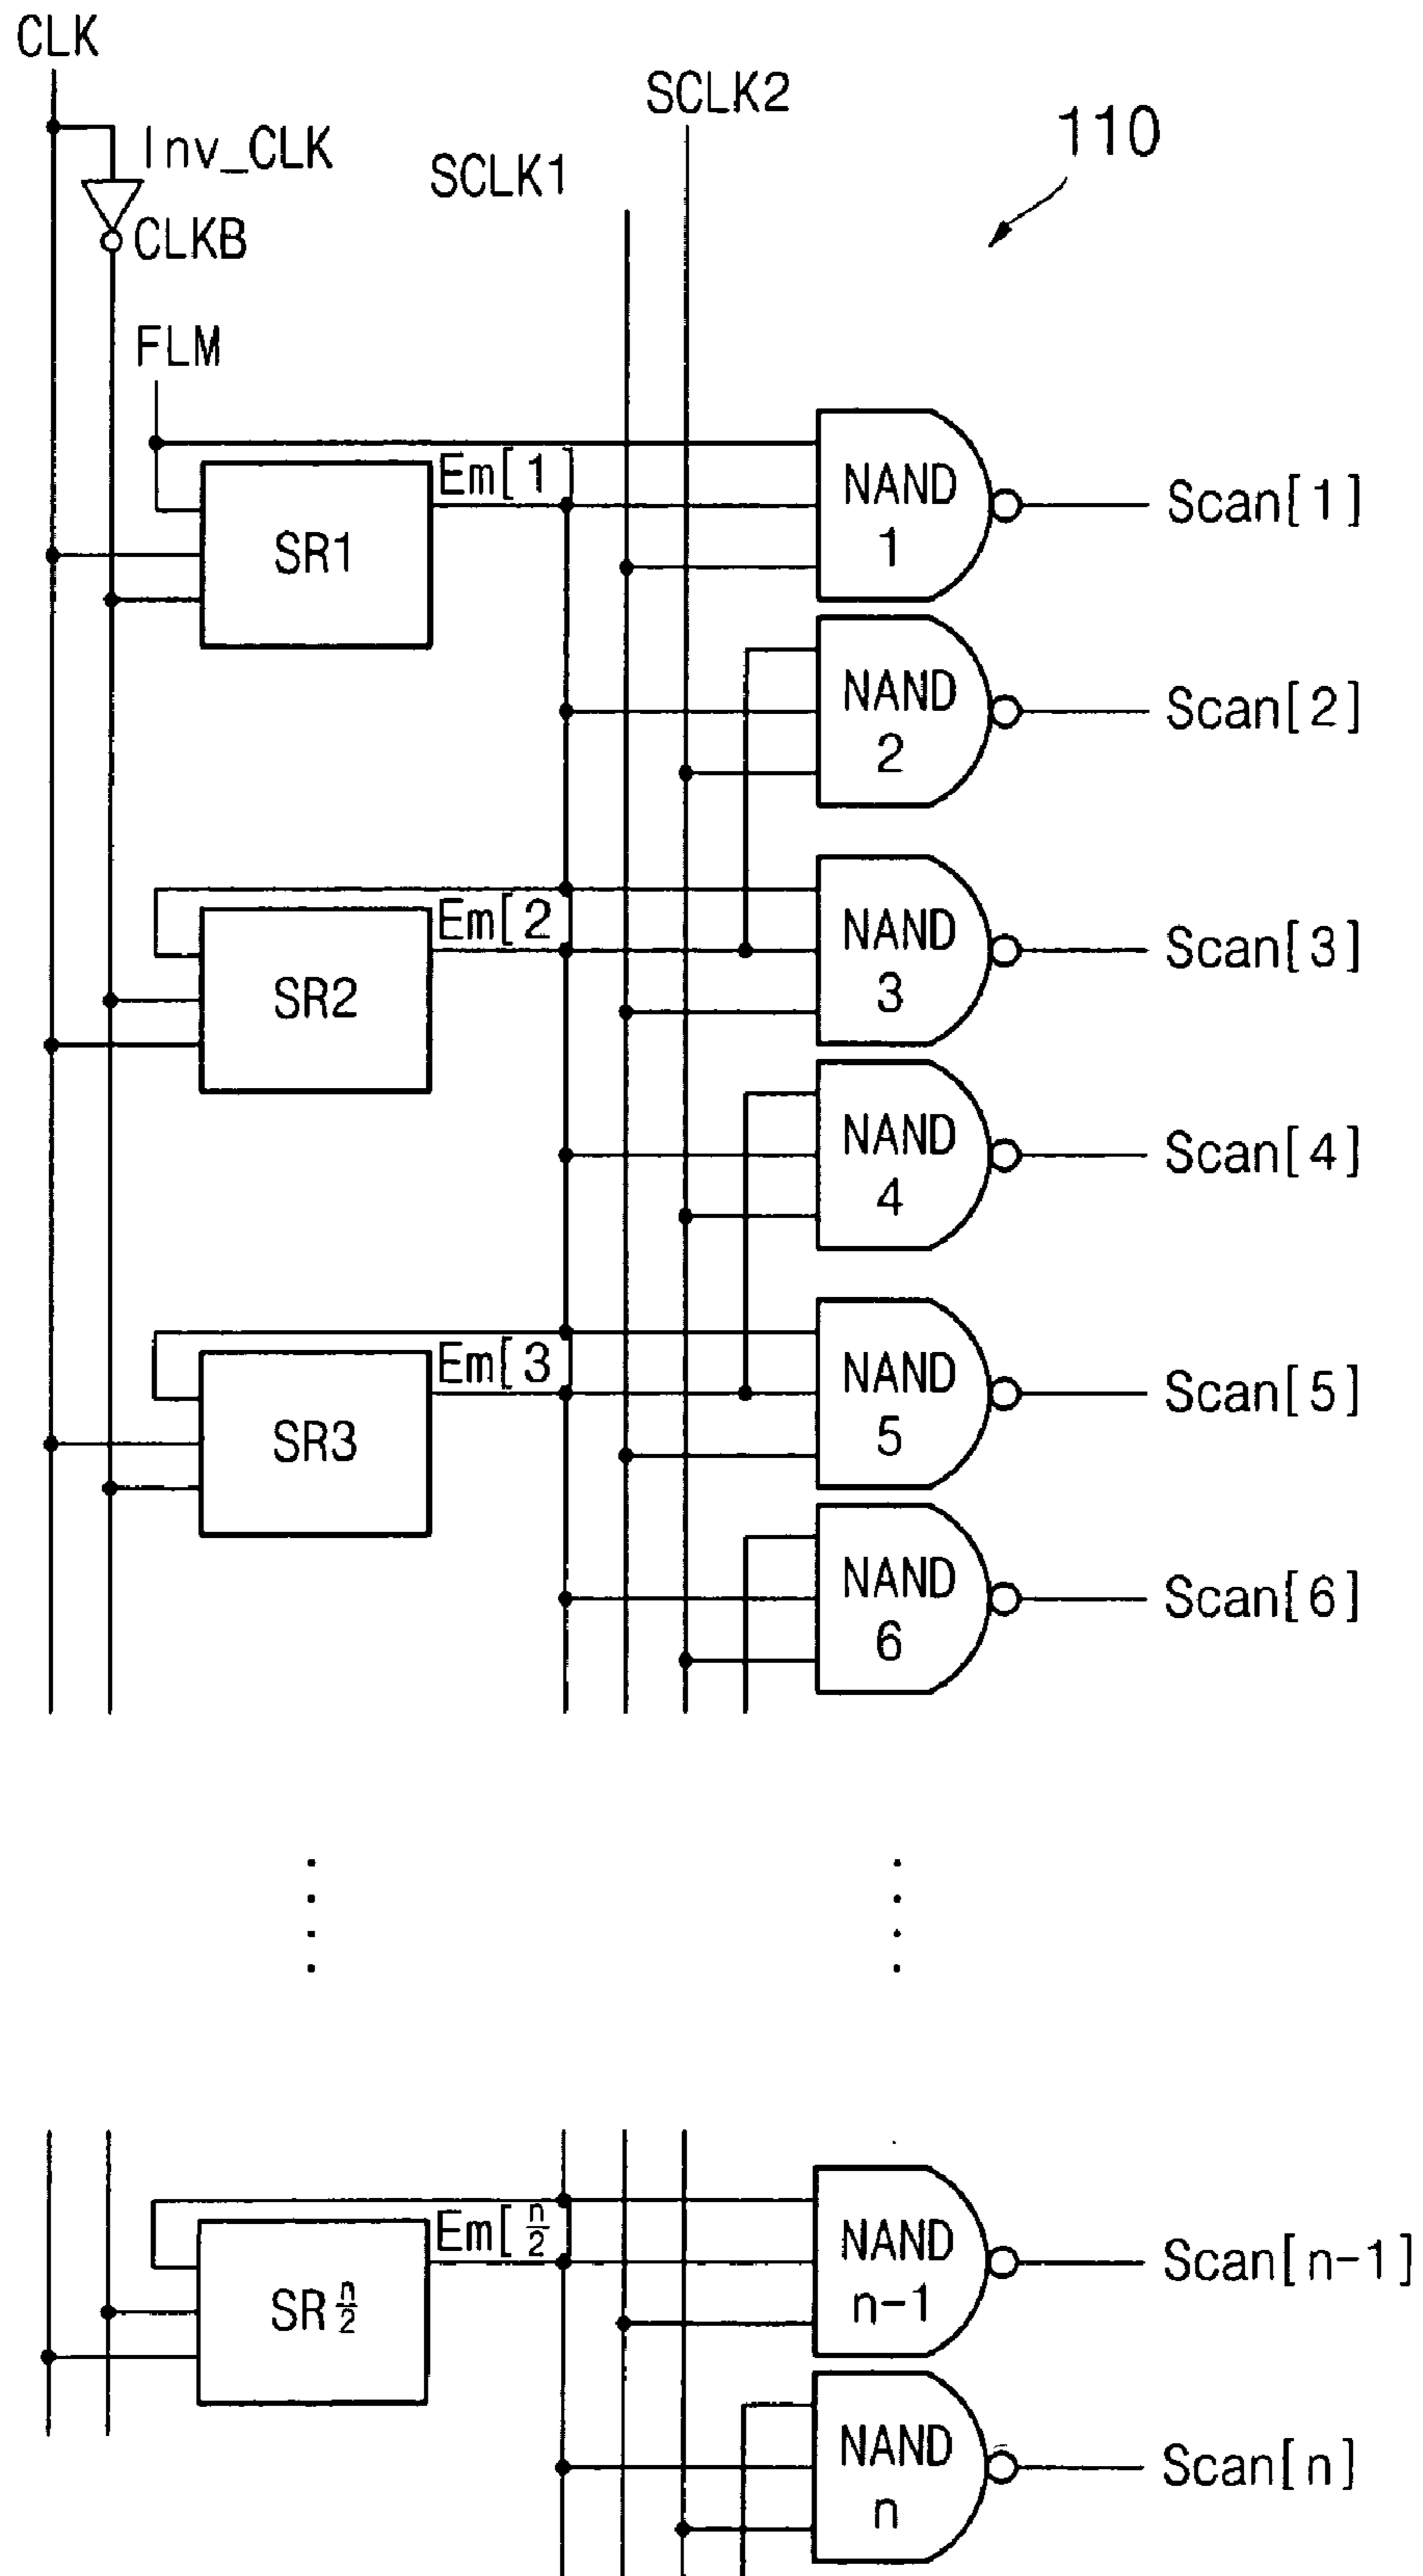 CLK
SCLK2
110
Inv_CLK
SCLK1
CLKB
FLM
Em[1]
NAND
1
Scan[1]
SR1
NAND
2
Scan[2]
Em[2
NAND
3
Scan[3]
SR2
NAND
4
Scan[4]
Em[3
NAND
5
Scan[5]
SR3
NAND
6
Scan[6]
Em[n/2
NAND
n-1
Scan[n-1]
SR n/2
NAND
n
Scan[n]